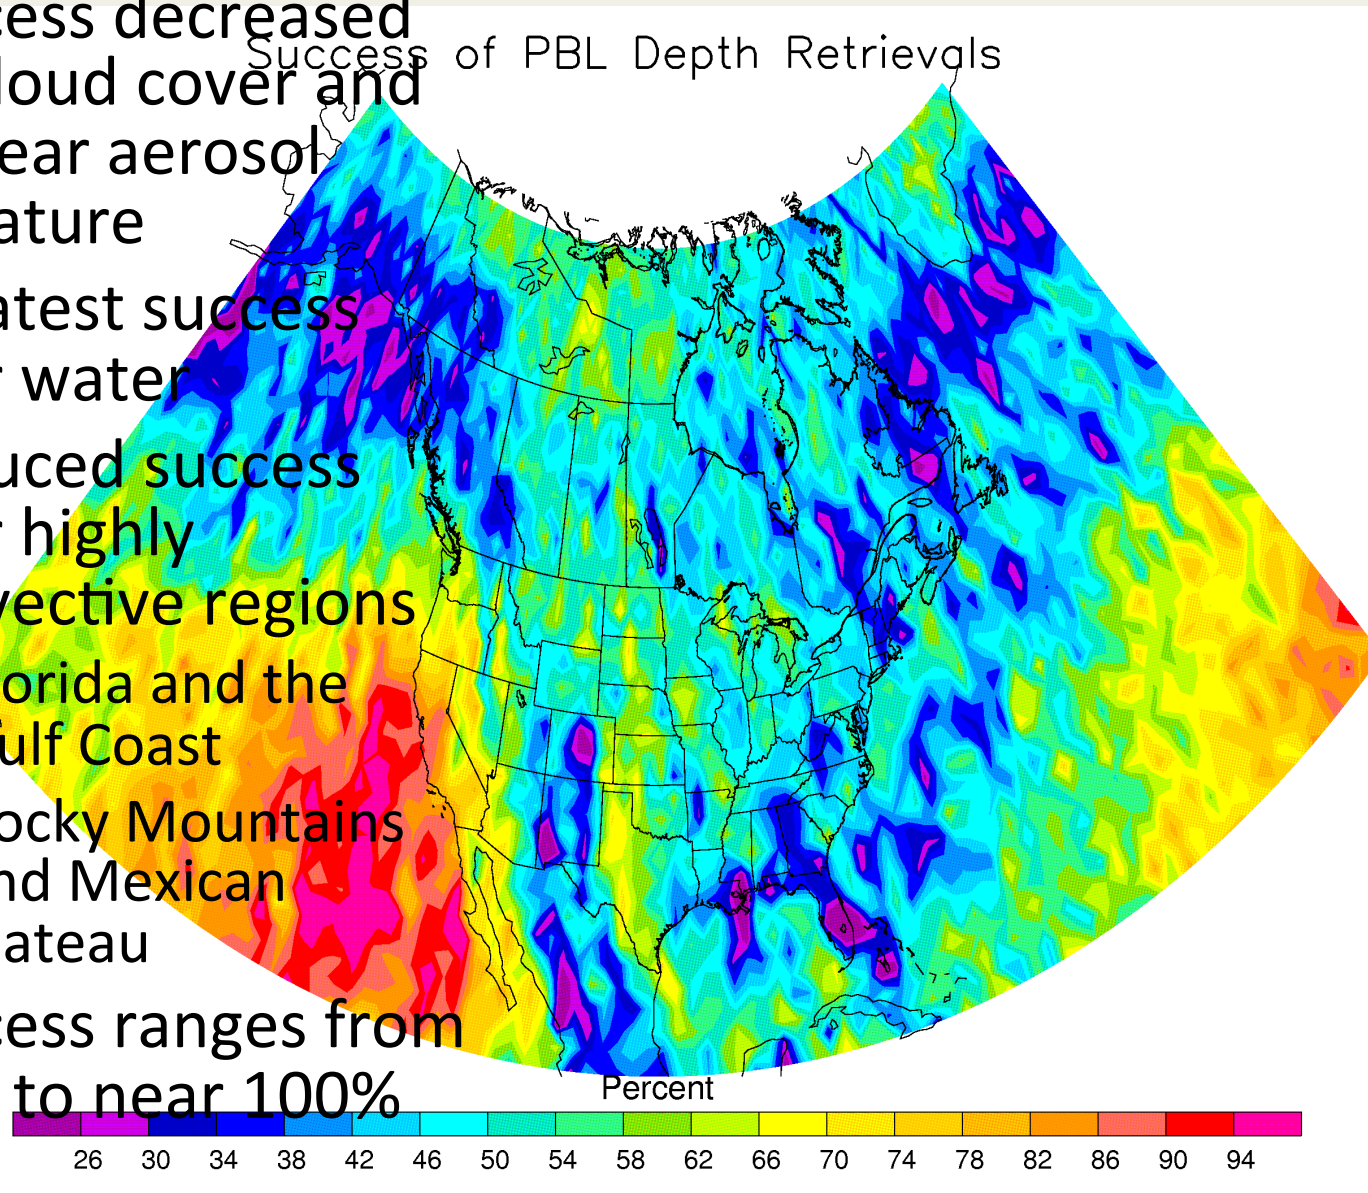 cess decreased
Success of PBL Depth Retrievals
loud cover and
ear aerosol
ature
atest success
r water
uced success
r highly
vective regions
orida and the
ulf Coast
ocky Mountains
nd Mexican
ateau
cess ranges from
to near 100%
Percent
26 30 34 38 42 46 50 54 58 62 66 70 74 78 82 86 90 94